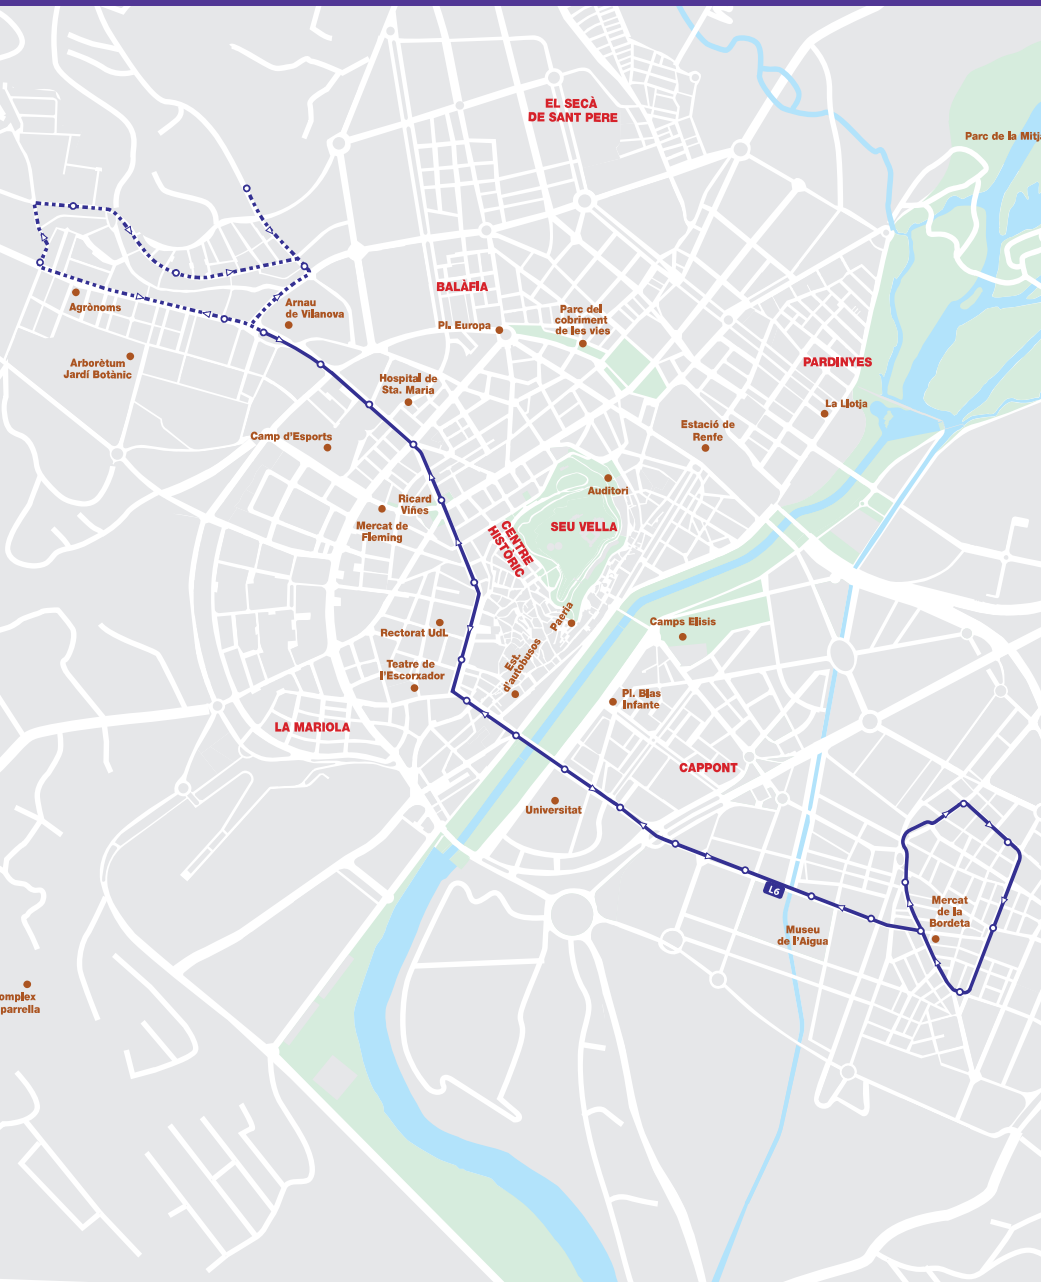 EL SECÀ
DE SANT PERE
Parc de la Mitja
BALÀFIA
Agrònoms
Arnau
de Vilanova
Pl. Europa
Parc del
cobriment
de les vies
Arborètum
Jardí Botànic
PARDINYES
Hospital de
Sta. Maria
La Llotja
Camp d'Esports
Estació de
Renfe
Auditori
Ricard
Viñes
Mercat de
Fleming
CENTRE
HISTÒRIC
SEU VELLA
Rectorat UdL
Paeria
Camps Elisis
Teatre de
l'Escorxador
Est.
d'autobusos
Pl. Blas
Infante
LA MARIOLA
CAPPONT
Universitat
L6
Mercat
de la
Bordeta
Museu
de l'Aigua
omplex
parrella